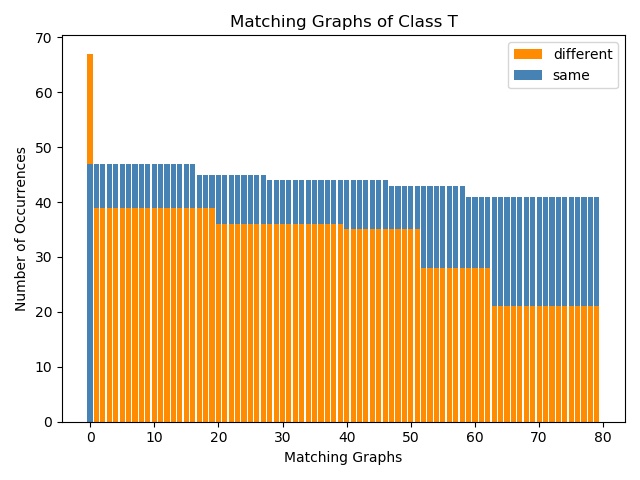 Matching Graphs of Class T
different
same
Number of Occurrences
70
60
50
40
30
20
10
0
0 10 20 30 40 50 60 70 80
Matching Graphs